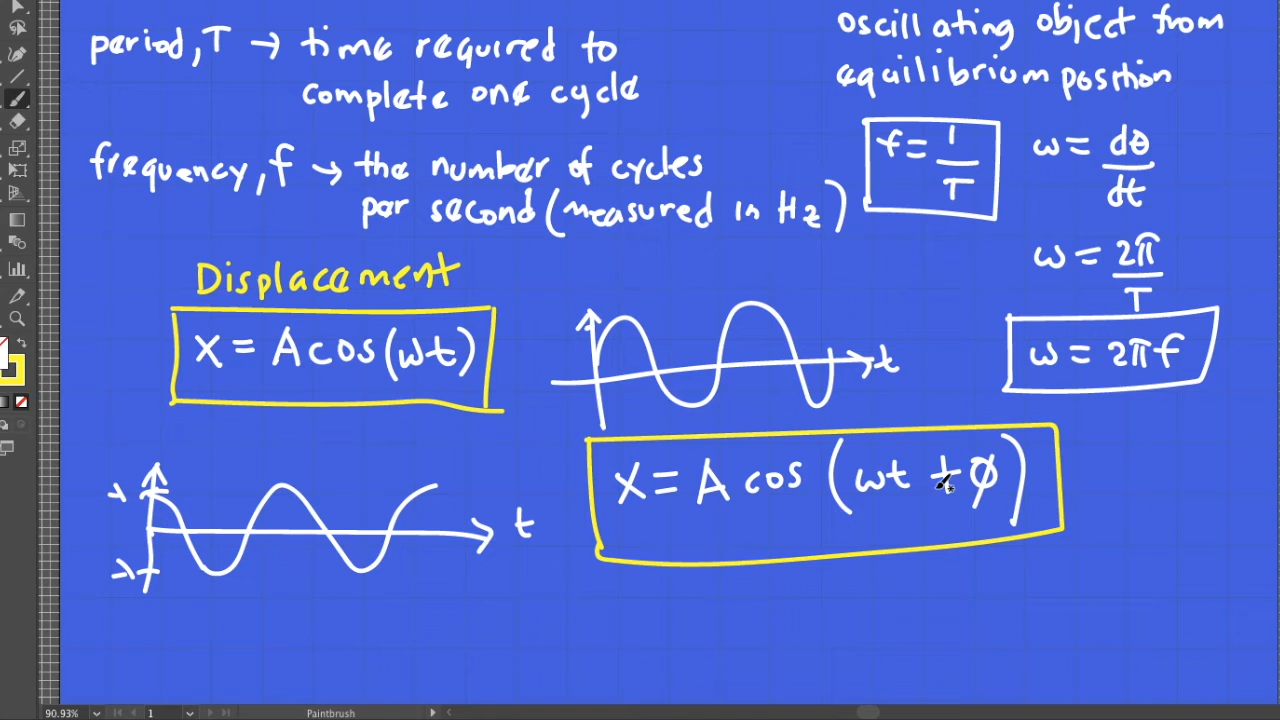 period, T → time required to
complete one cycle
oscillating object from
equilibrium position
frequency, f → the number of cycles
per second (measured in Hz)
f = 1/T
ω = dθ/dt
ω = 2π/T
ω = 2πf
Displacement
x = A cos(ωt)
t
x = A cos (ωt + φ)
t
90.93%
1
Paintbrush